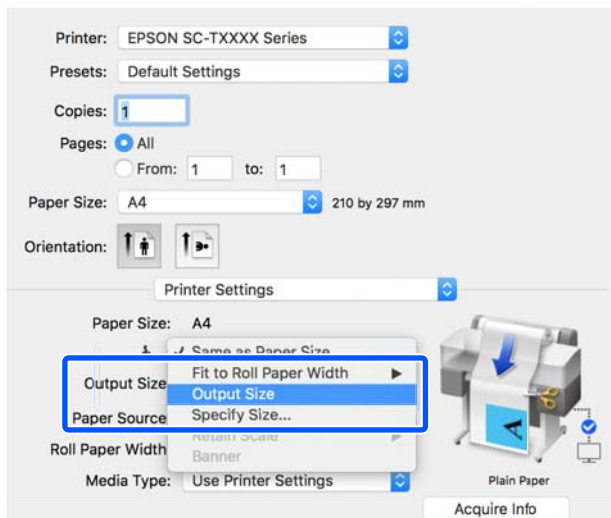 Printer: EPSON SC-TXXXX Series
Presets: Default Settings
Copies: 1
Pages: All
From: 1 to: 1
Paper Size: A4 210 by 297 mm
Orientation:
Printer Settings
Paper Size: A4
✓ Same as Paper Size
Fit to Roll Paper Width
Output Size
Output Size
Paper Source
Specify Size...
Retain Scale
Roll Paper Width
Banner
Media Type: Use Printer Settings
Plain Paper
Acquire Info